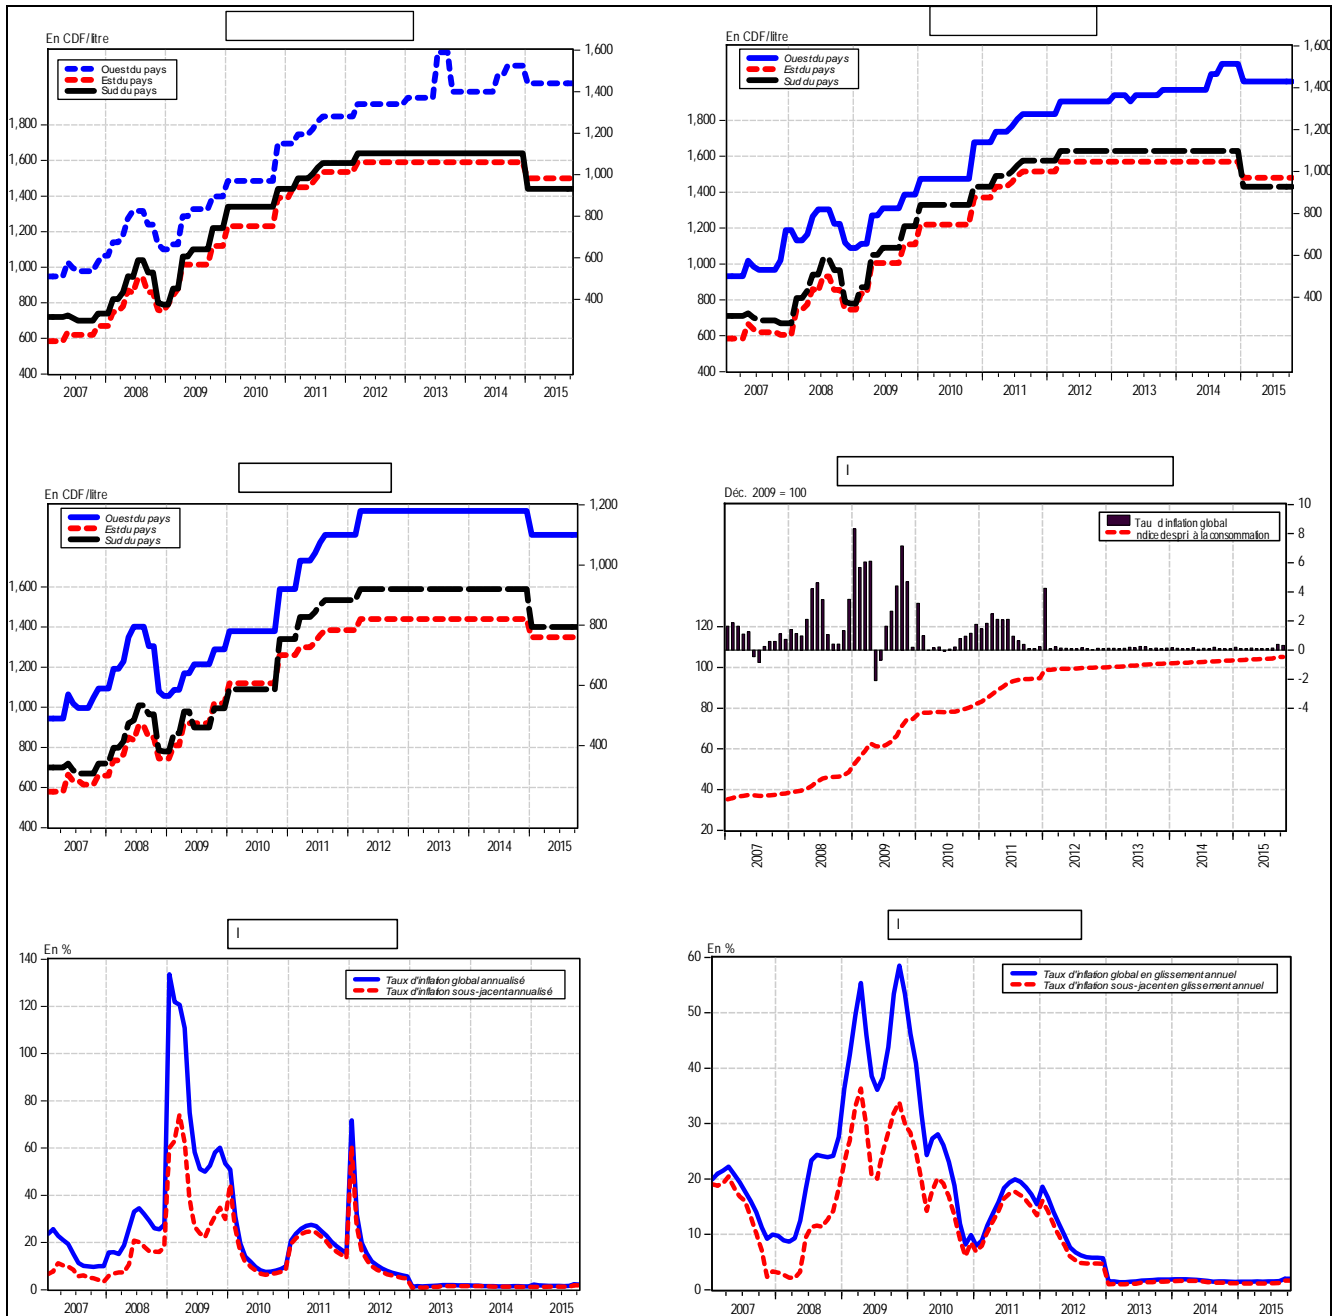 En CDF/litre
Ouest du pays
Est du pays
Sud du pays
1,800
1,600
1,400
1,200
1,000
800
600
400
1,600
1,400
1,200
1,000
800
600
400
2007 2008 2009 2010 2011 2012 2013 2014 2015
En CDF/litre
Ouest du pays
Est du pays
Sud du pays
1,800
1,600
1,400
1,200
1,000
800
600
400
1,600
1,400
1,200
1,000
800
600
400
2007 2008 2009 2010 2011 2012 2013 2014 2015
En CDF/litre
Ouest du pays
Est du pays
Sud du pays
1,600
1,400
1,200
1,000
800
600
400
1,200
1,000
800
600
400
2007 2008 2009 2010 2011 2012 2013 2014 2015
I
Déc. 2009 = 100
Tau d'inflation global
ndice des pri à la consommation
120
100
80
60
40
20
10
8
6
4
2
0
-2
-4
2007 2008 2009 2010 2011 2012 2013 2014 2015
I
En %
Taux d'inflation global annualisé
Taux d'inflation sous-jacent annualisé
140
120
100
80
60
40
20
0
2007 2008 2009 2010 2011 2012 2013 2014 2015
I
En %
Taux d'inflation global en glissement annuel
Taux d'inflation sous-jacent en glissement annuel
60
50
40
30
20
10
0
2007 2008 2009 2010 2011 2012 2013 2014 2015